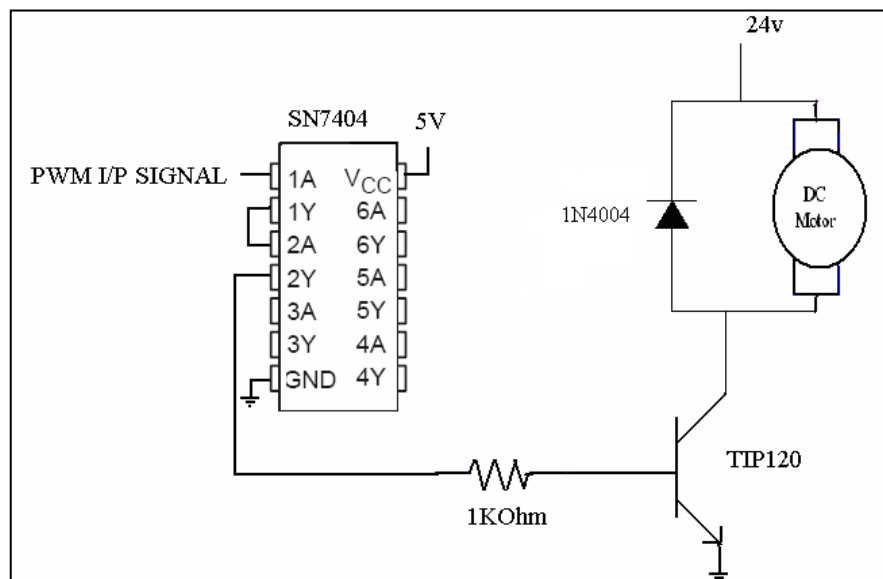 24v
SN7404
5V
PWM I/P SIGNAL
1A VCC
1Y 6A
2A 6Y
2Y 5A
3A 5Y
3Y 4A
GND 4Y
1N4004
DC
Motor
TIP120
1KOhm